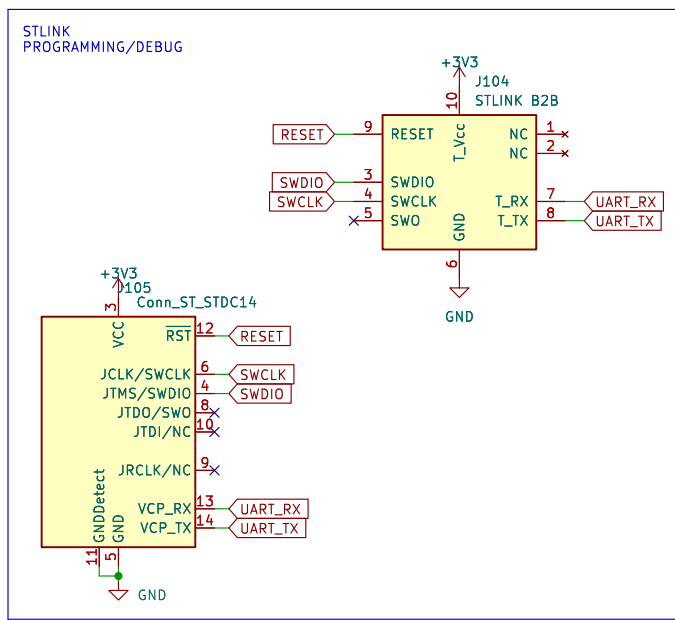 STLINK
PROGRAMMING/DEBUG
+3V3
J104
STLINK B2B
10
T_Vcc
RESET
9
RESET
NC
1
NC
2
SWDIO
3
SWDIO
SWCLK
4
SWCLK
5
SWO
T_RX
7
UART_RX
T_TX
8
UART_TX
GND
6
GND
+3V3
J105
Conn_ST_STDC14
3
VCC
RST
12
RESET
JCLK/SWCLK
6
SWCLK
JTMS/SWDIO
4
SWDIO
JTDO/SWO
8
JTDI/NC
10
JRCLK/NC
9
VCP_RX
13
UART_RX
VCP_TX
14
UART_TX
GNDDetect
GND
11
5
GND